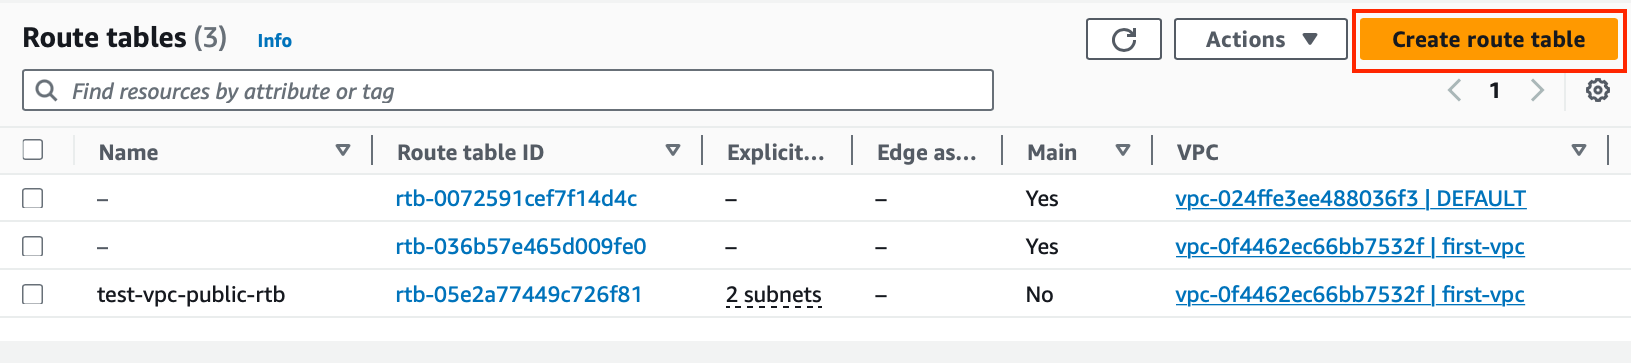 Route tables (3) Info
Actions ▼ Create route table
Find resources by attribute or tag
1
Name Route table ID Explicit... Edge as... Main VPC
– rtb-0072591cef7f14d4c – – Yes vpc-024ffe3ee488036f3 | DEFAULT
– rtb-036b57e465d009fe0 – – Yes vpc-0f4462ec66bb7532f | first-vpc
test-vpc-public-rtb rtb-05e2a77449c726f81 2 subnets – No vpc-0f4462ec66bb7532f | first-vpc